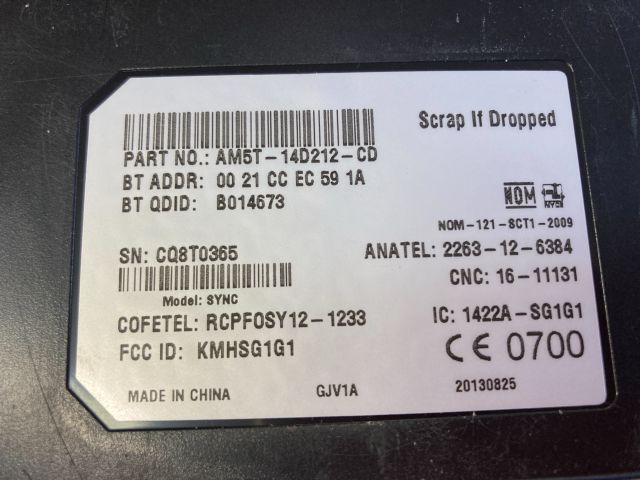 Scrap If Dropped
PART NO.: AM5T-14D212-CD
BT ADDR: 00 21 CC EC 59 1A
BT QDID: B014673
NOM
NYCE
NOM-121-SCT1-2009
SN: CQ8T0365
ANATEL: 2263-12-6384
CNC: 16-11131
Model: SYNC
COFETEL: RCPFOSY12-1233
IC: 1422A-SG1G1
FCC ID: KMHSG1G1
CE 0700
MADE IN CHINA
GJV1A
20130825